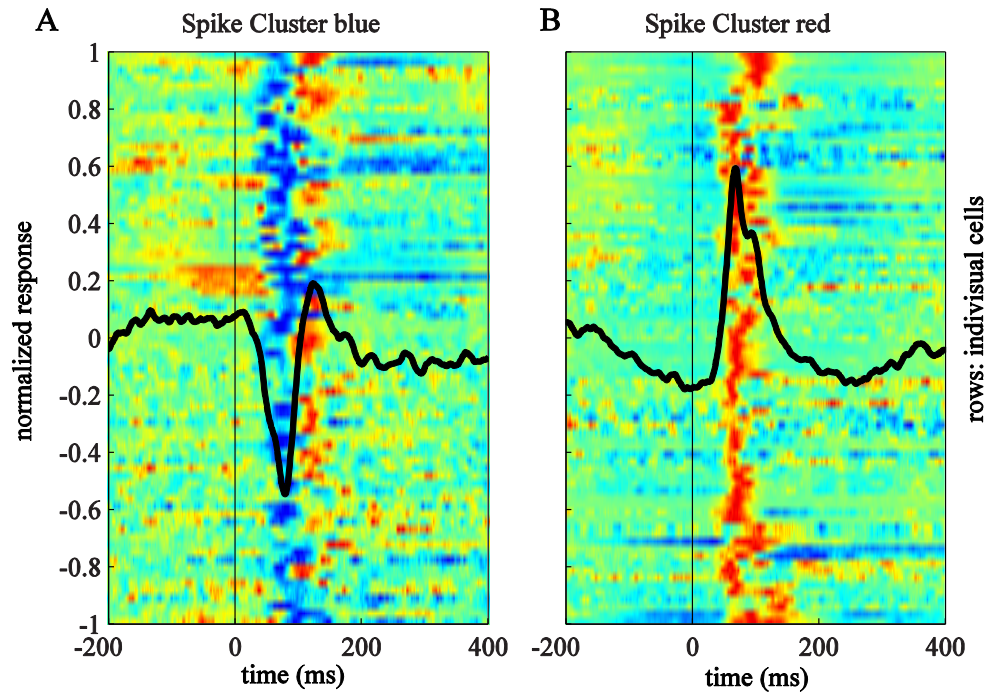 A
Spike Cluster blue
B
Spike Cluster red
normalized response
1
0.8
0.6
0.4
0.2
0
-0.2
-0.4
-0.6
-0.8
-1
-200
0
200
400
time (ms)
-200
0
200
400
time (ms)
rows: indivisual cells